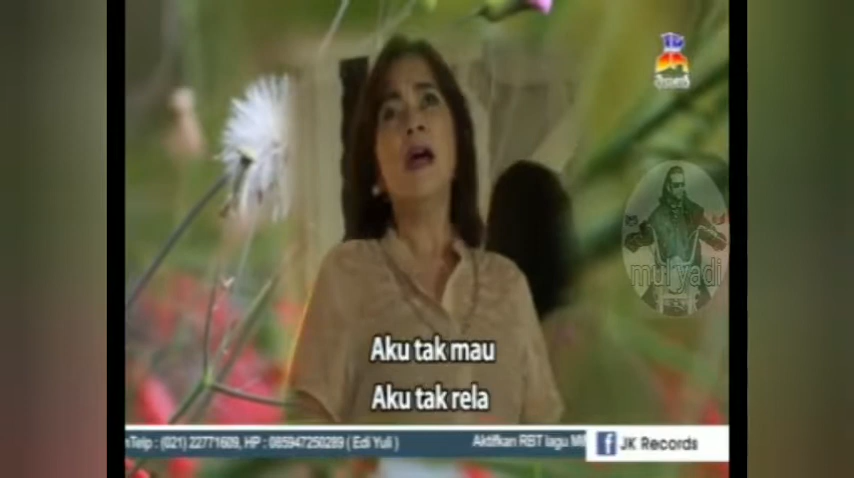 mulyadi
Aku tak mau
Aku tak rela
Telp : (021) 22771609, HP : 085947250289 ( Edi Yuli )
Aktifkan RBT lagu
f JK Records